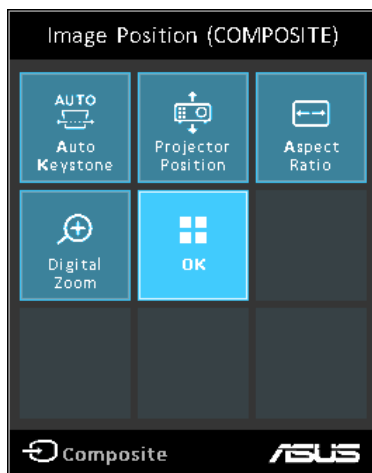 Image Position (COMPOSITE)
AUTO
Auto
Keystone
Projector
Position
Aspect
Ratio
Digital
Zoom
OK
Composite
ASUS